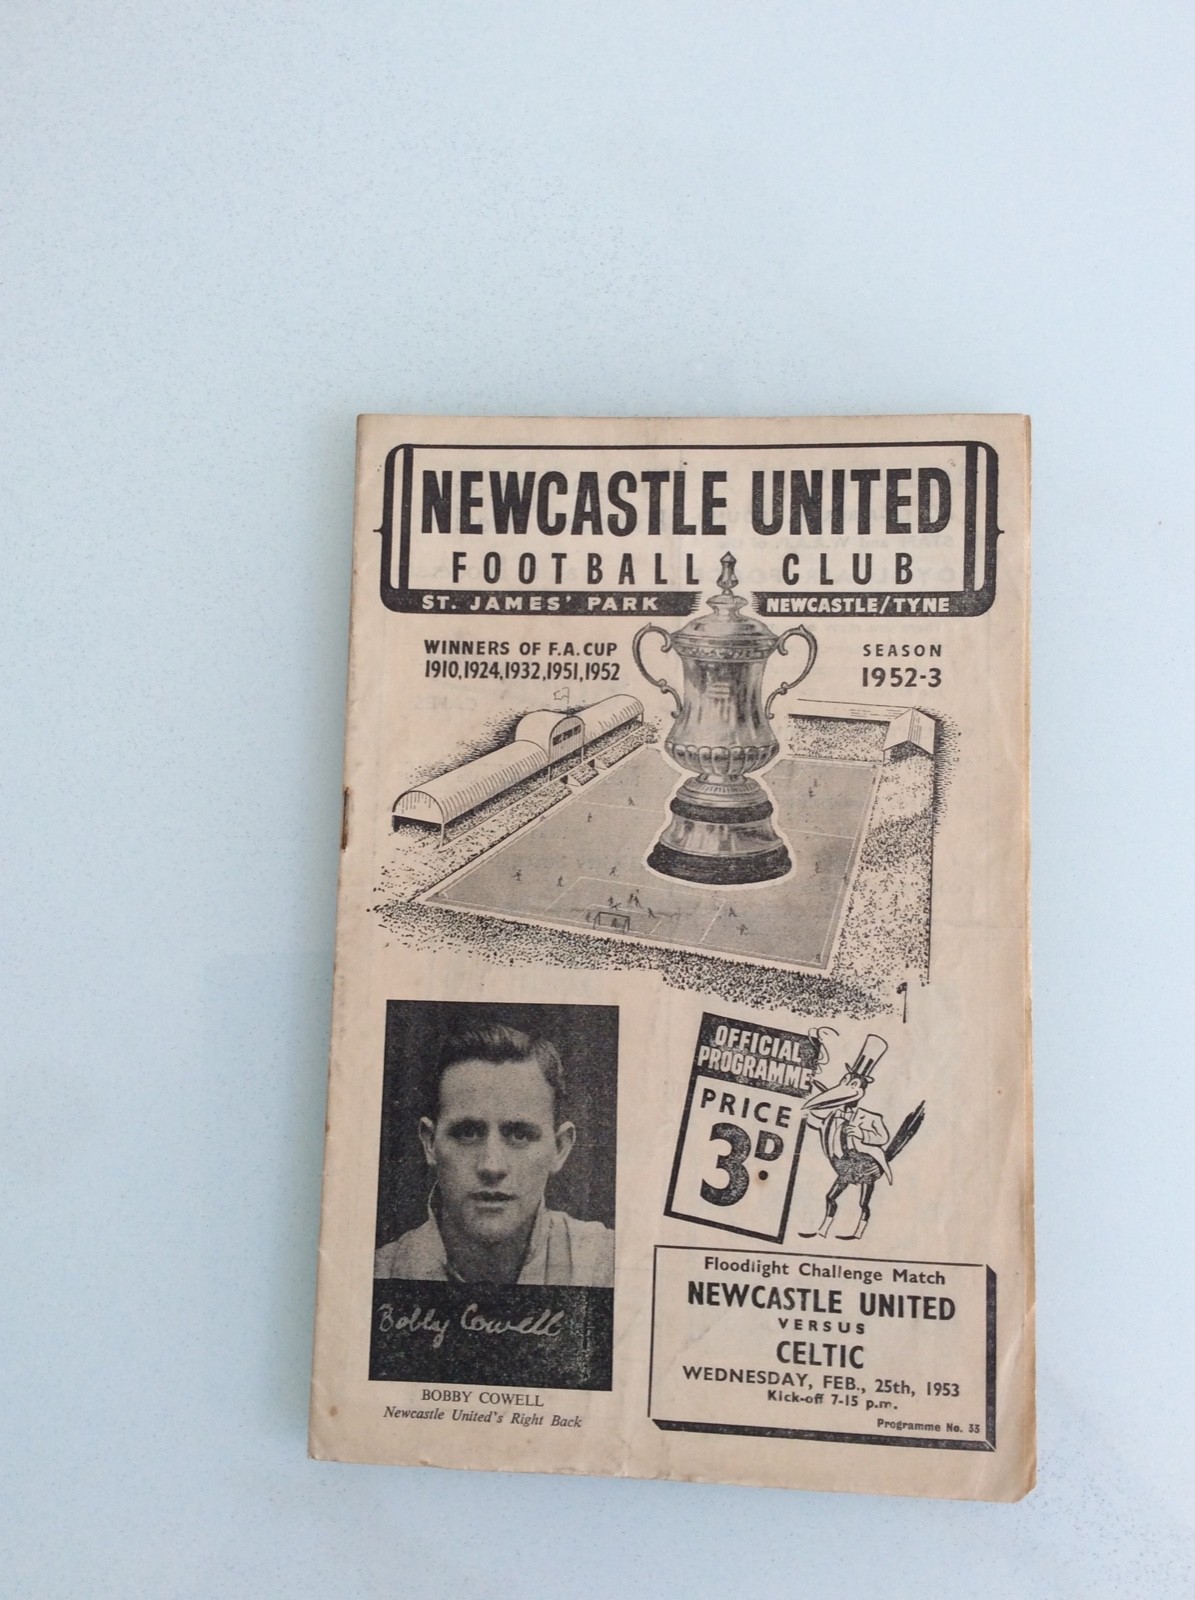 NEWCASTLE UNITED
FOOTBALL CLUB
ST. JAMES' PARK NEWCASTLE/TYNE
WINNERS OF F.A. CUP
1910, 1924, 1932, 1951, 1952
SEASON
1952-3
OFFICIAL
PROGRAMME
PRICE
3D.
Bobby Cowell
BOBBY COWELL
Newcastle United's Right Back
Floodlight Challenge Match
NEWCASTLE UNITED
VERSUS
CELTIC
WEDNESDAY, FEB., 25th, 1953
Kick-off 7-15 p.m.
Programme No. 33